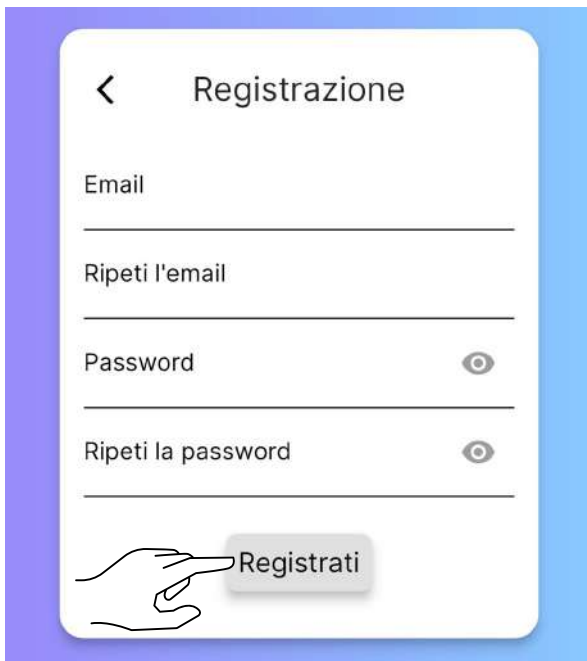 Registrazione
Email
Ripeti l'email
Password
Ripeti la password
Registrati